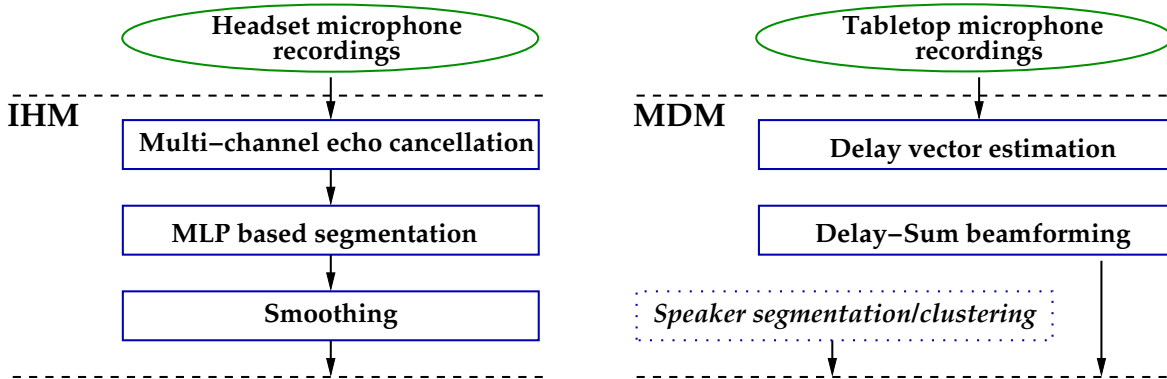 Headset microphone
recordings
IHM
Multi–channel echo cancellation
MLP based segmentation
Smoothing
Tabletop microphone
recordings
MDM
Delay vector estimation
Delay–Sum beamforming
Speaker segmentation/clustering